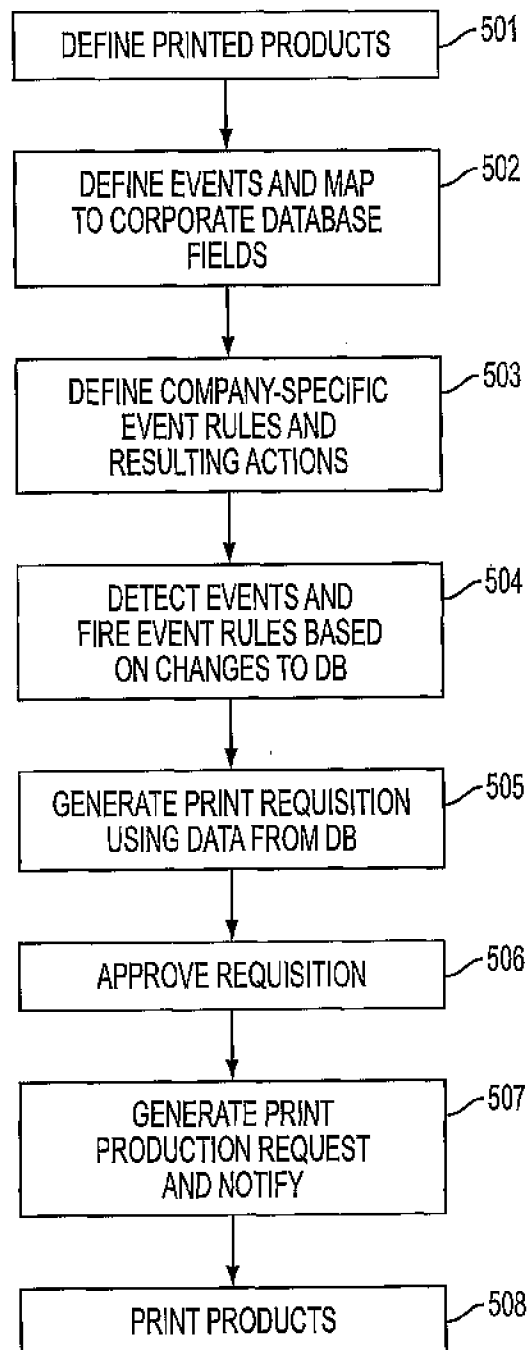 DEFINE PRINTED PRODUCTS
501
DEFINE EVENTS AND MAP
TO CORPORATE DATABASE
FIELDS
502
DEFINE COMPANY-SPECIFIC
EVENT RULES AND
RESULTING ACTIONS
503
DETECT EVENTS AND
FIRE EVENT RULES BASED
ON CHANGES TO DB
504
GENERATE PRINT REQUISITION
USING DATA FROM DB
505
APPROVE REQUISITION
506
GENERATE PRINT
PRODUCTION REQUEST
AND NOTIFY
507
PRINT PRODUCTS
508